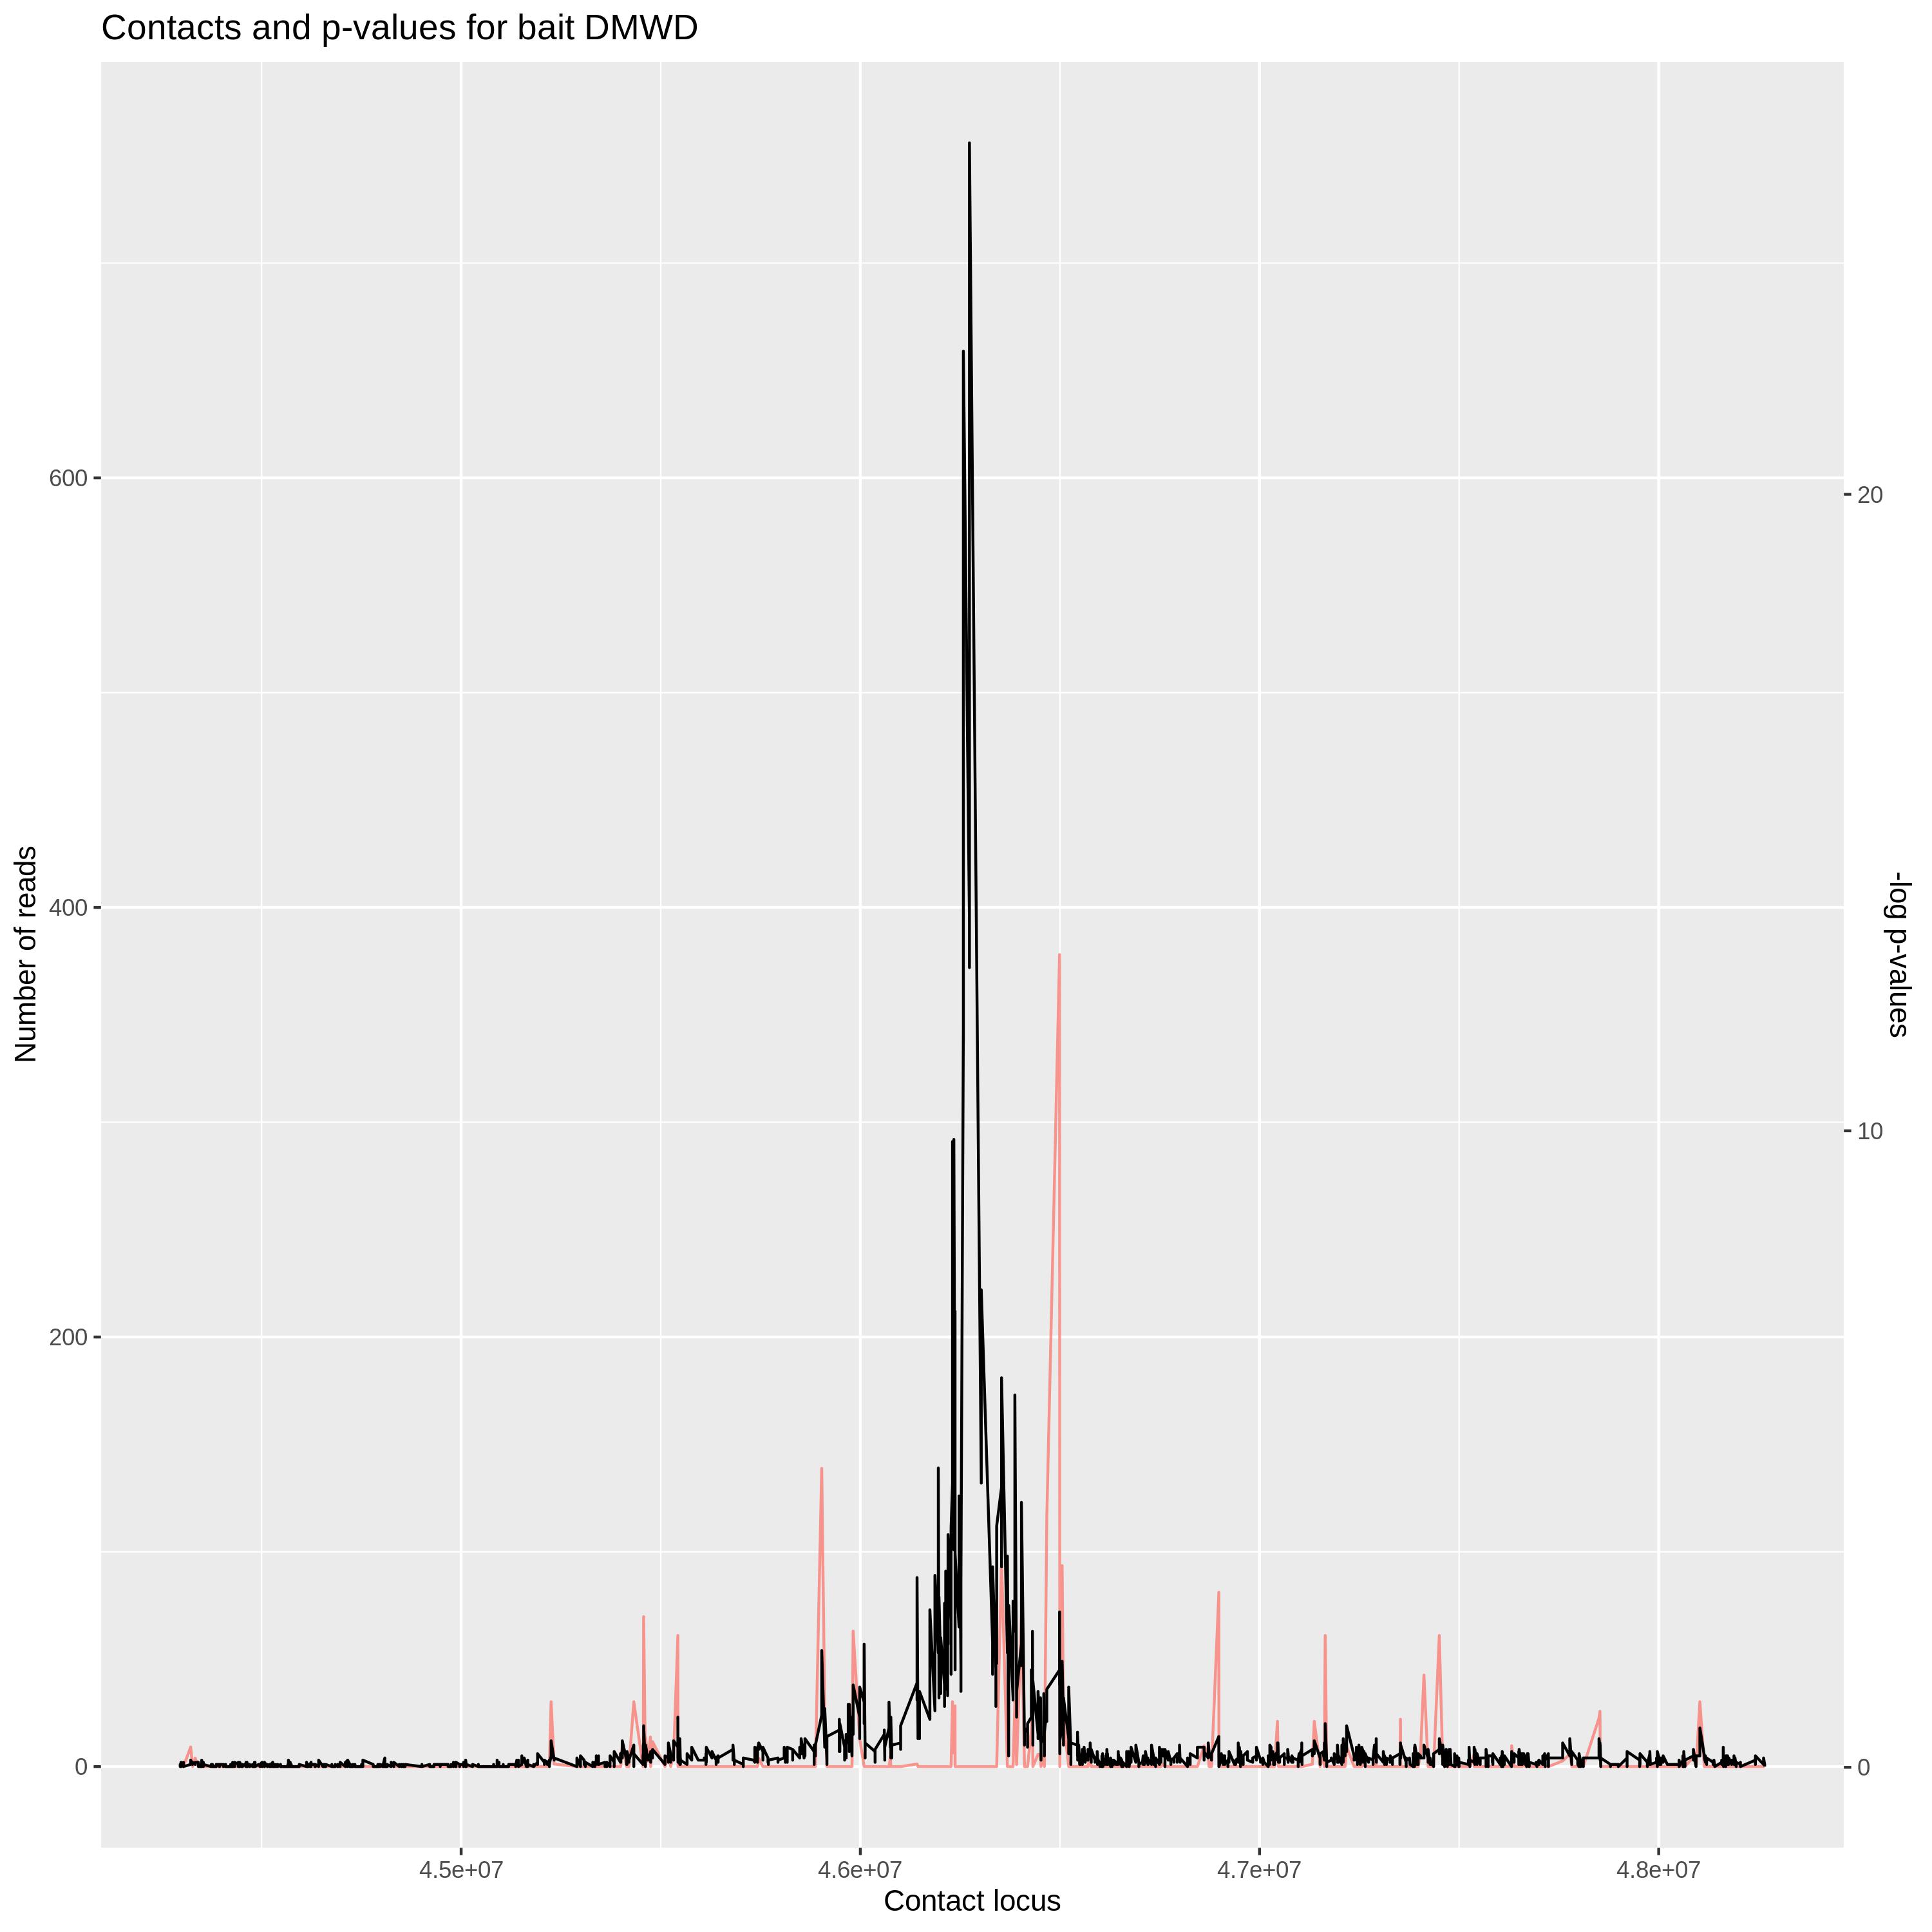 Contacts and p-values for bait DMWD
Number of reads
600
400
200
0
20
10
0
-log p-values
4.5e+07
4.6e+07
4.7e+07
4.8e+07
Contact locus